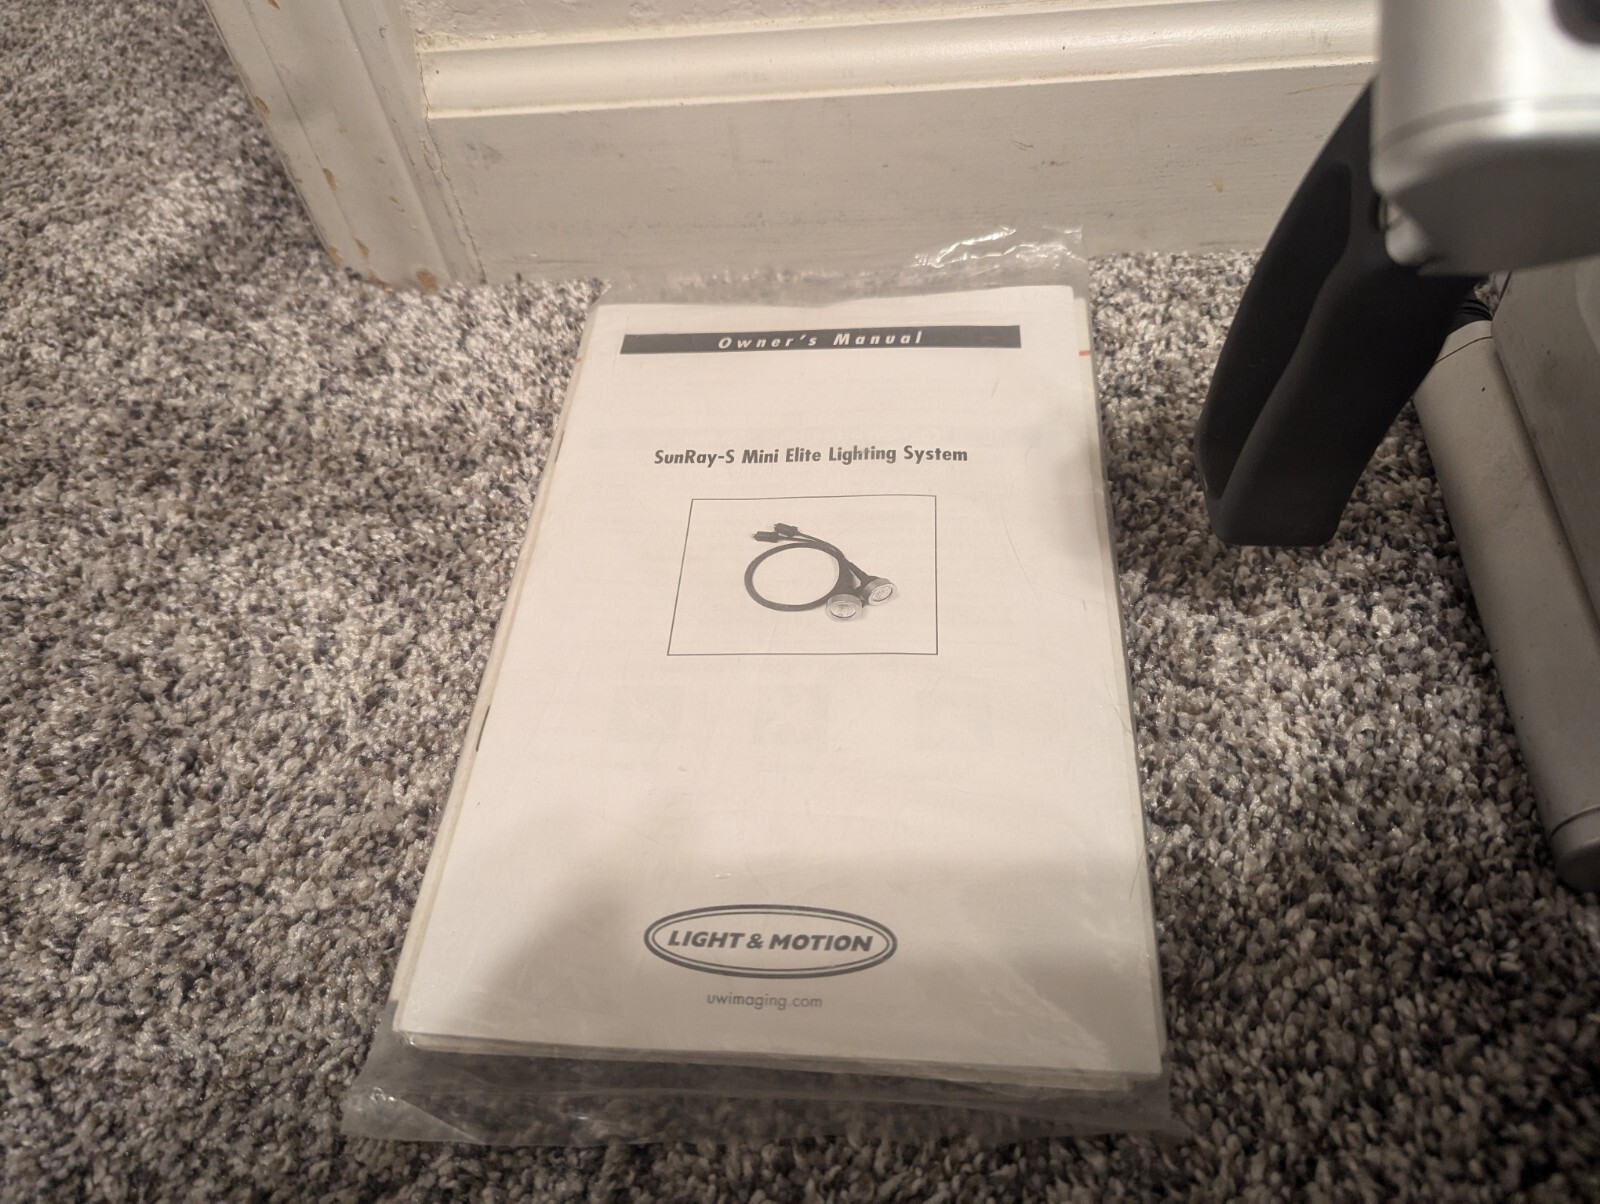 Owner's Manual
SunRay-S Mini Elite Lighting System
LIGHT & MOTION
uwimaging.com